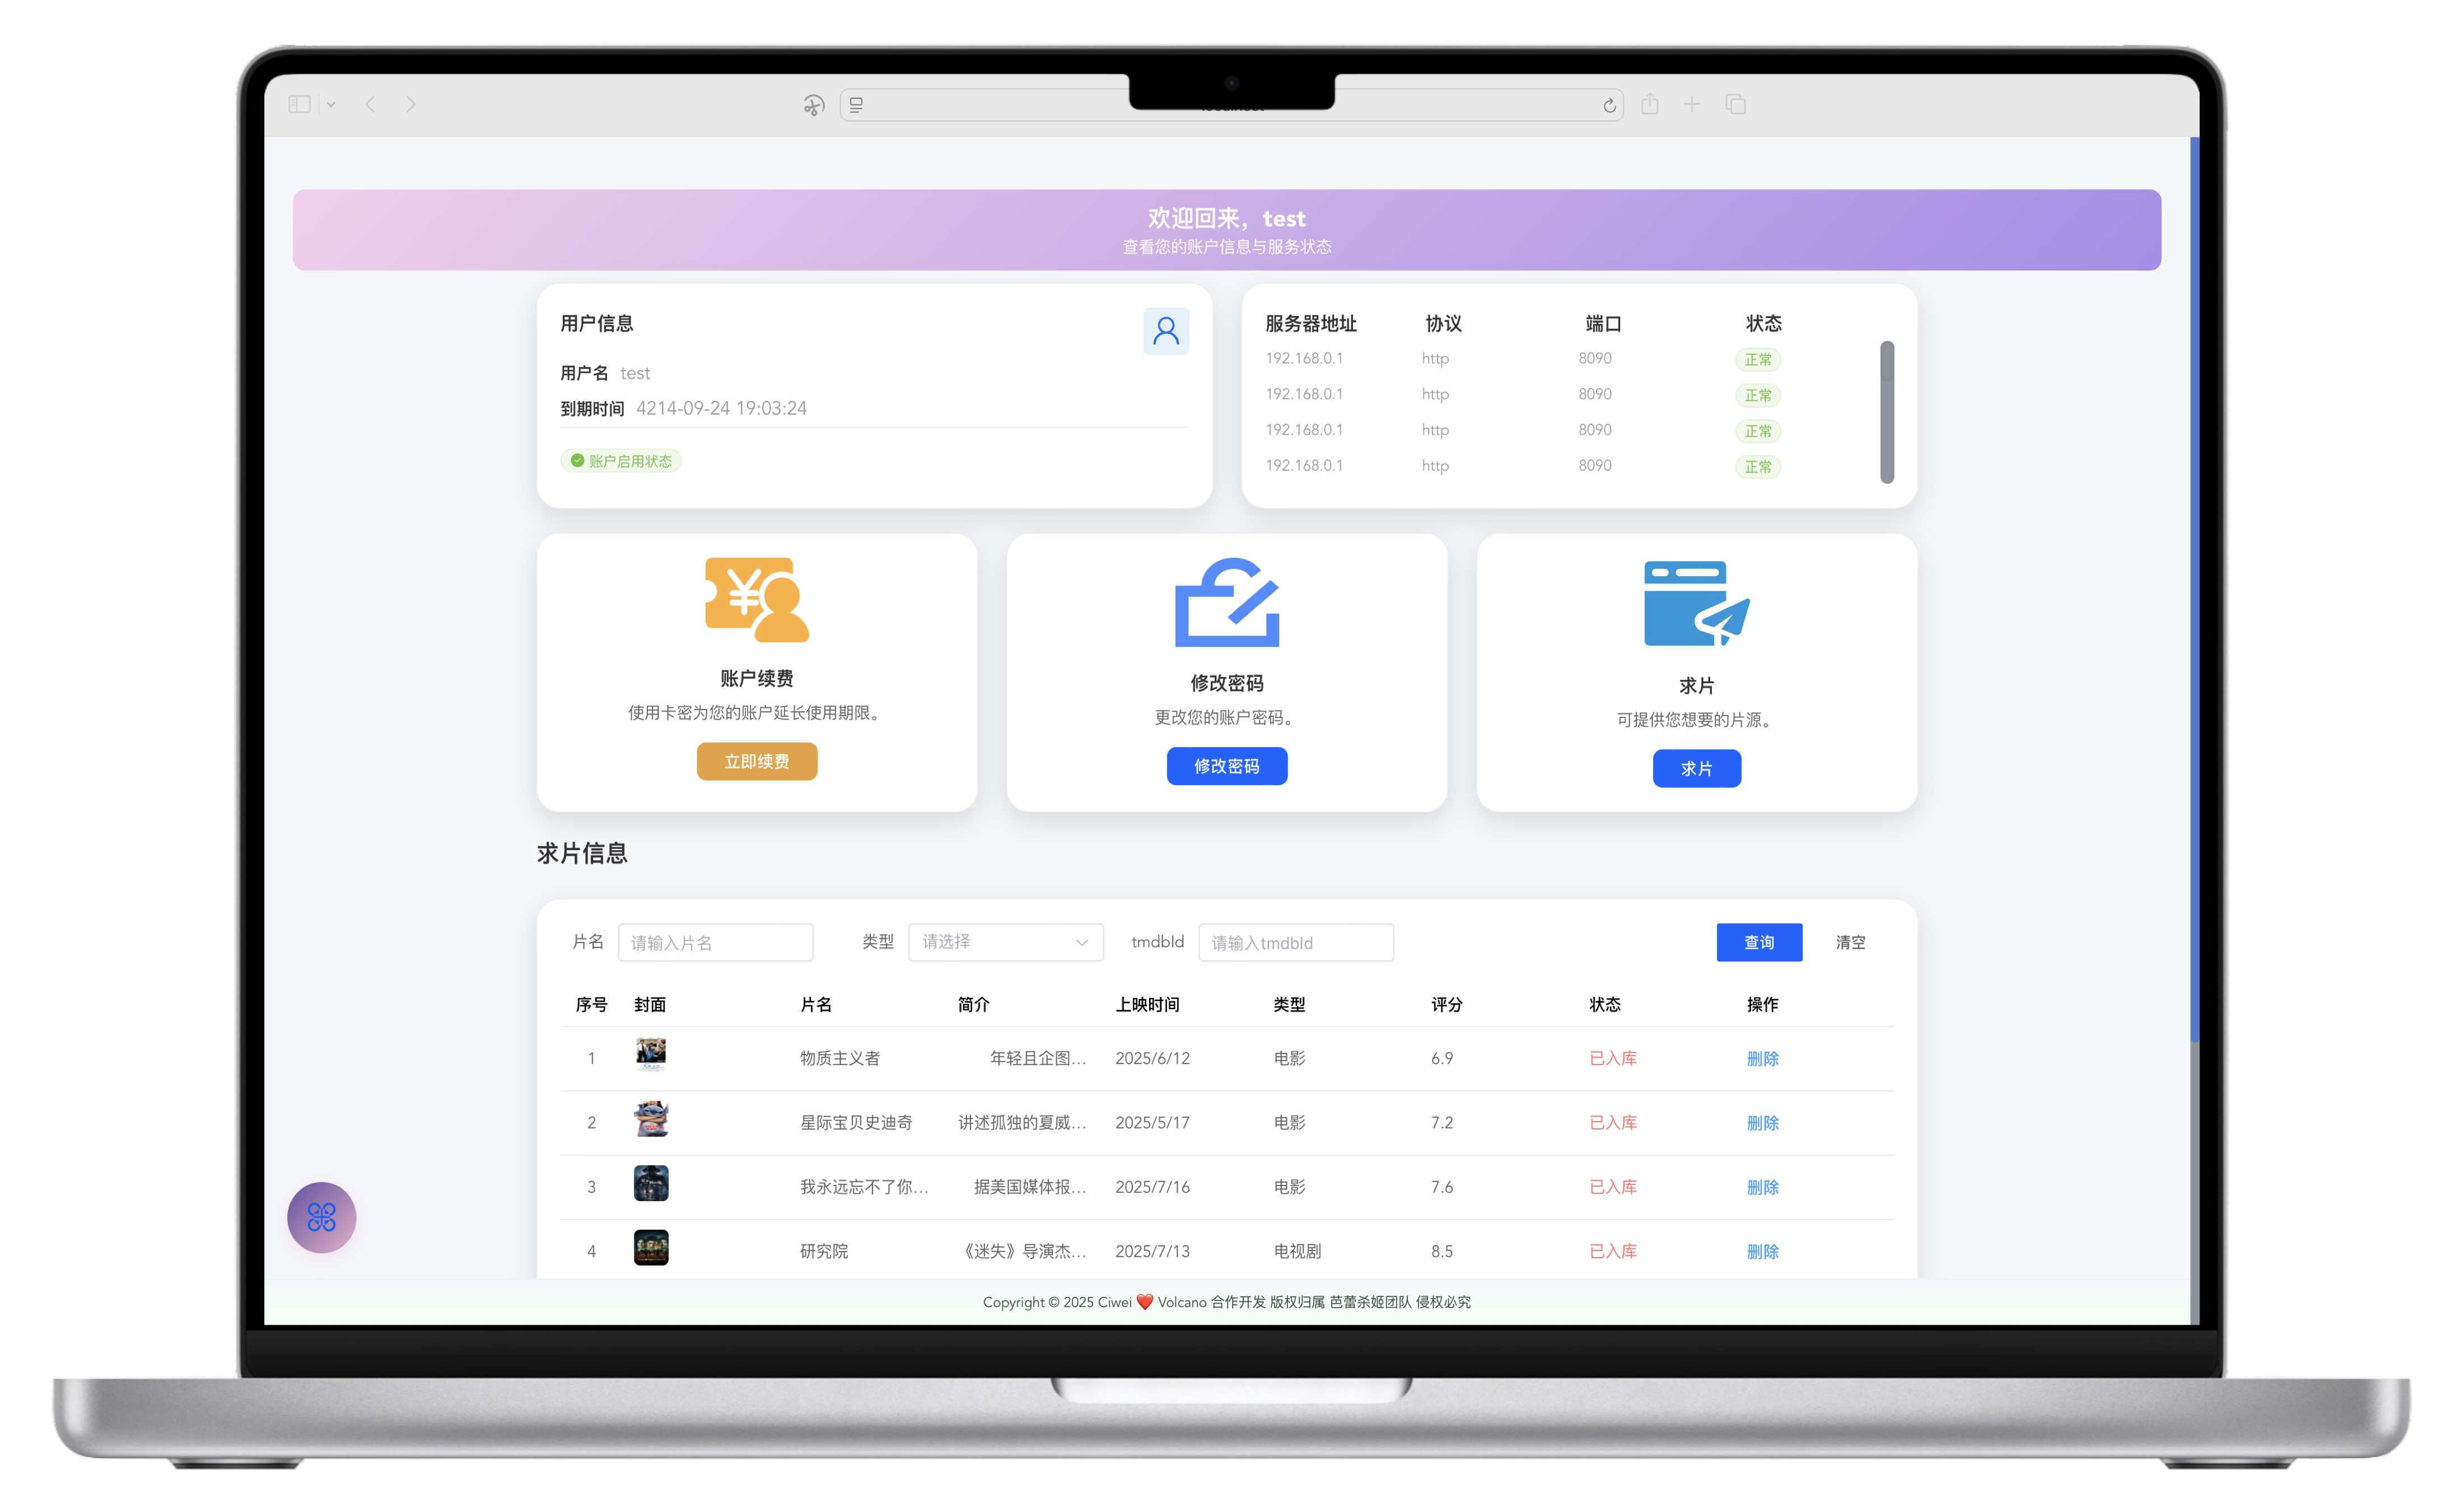 欢迎回来，test
查看您的账户信息与服务状态
用户信息
用户名 test
到期时间 4214-09-24 19:03:24
账户启用状态
服务器地址 协议 端口 状态
192.168.0.1 http 8090 正常
192.168.0.1 http 8090 正常
192.168.0.1 http 8090 正常
192.168.0.1 http 8090 正常
账户续费
使用卡密为您的账户延长使用期限。
立即续费
修改密码
更改您的账户密码。
修改密码
求片
可提供您想要的片源。
求片
求片信息
片名 请输入片名 类型 请选择 tmdbId 请输入tmdbId 查询 清空
序号 封面 片名 简介 上映时间 类型 评分 状态 操作
1 物质主义者 年轻且企图... 2025/6/12 电影 6.9 已入库 删除
2 星际宝贝史迪奇 讲述孤独的夏威... 2025/5/17 电影 7.2 已入库 删除
3 我永远忘不了你... 据美国媒体报... 2025/7/16 电影 7.6 已入库 删除
4 研究院 《迷失》导演杰... 2025/7/13 电视剧 8.5 已入库 删除
Copyright © 2025 Ciwei ❤️ Volcano 合作开发 版权归属 芭蕾杀姬团队 侵权必究